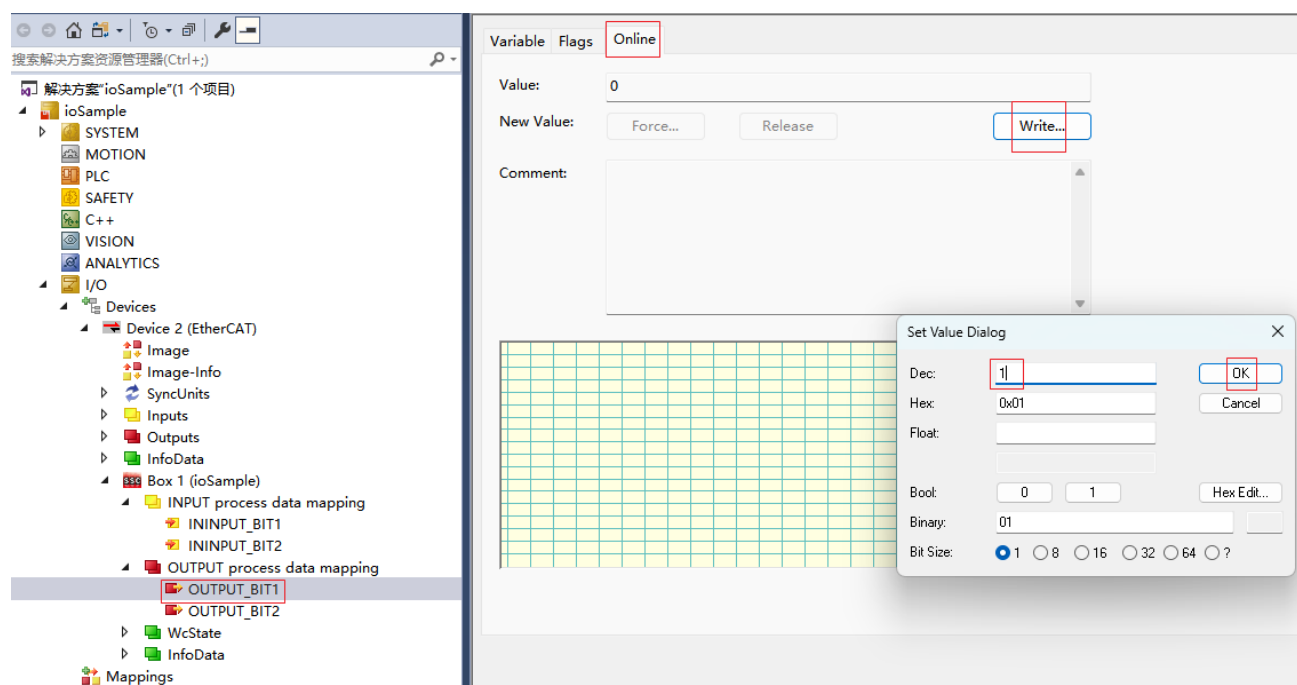 搜索解决方案资源管理器(Ctrl+;)
解决方案"ioSample"(1 个项目)
ioSample
SYSTEM
MOTION
PLC
SAFETY
C++
VISION
ANALYTICS
I/O
Devices
Device 2 (EtherCAT)
Image
Image-Info
SyncUnits
Inputs
Outputs
InfoData
Box 1 (ioSample)
INPUT process data mapping
ININPUT_BIT1
ININPUT_BIT2
OUTPUT process data mapping
OUTPUT_BIT1
OUTPUT_BIT2
WcState
InfoData
Mappings
Variable Flags Online
Value: 0
New Value: Force... Release Write...
Comment:
Set Value Dialog
Dec: 1 OK
Hex: 0x01 Cancel
Float:
Bool: 0 1 Hex Edit...
Binary: 01
Bit Size: 1 8 16 32 64 ?